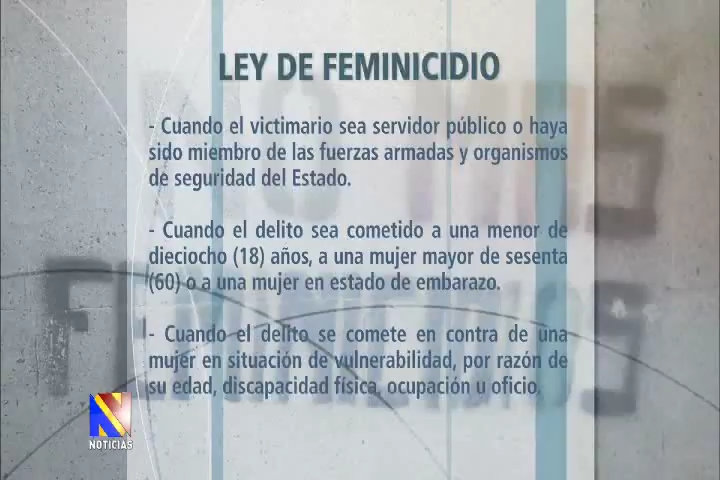 LEY DE FEMINICIDIO
- Cuando el victimario sea servidor público o haya
sido miembro de las fuerzas armadas y organismos
de seguridad del Estado.
- Cuando el delito sea cometido a una menor de
dieciocho (18) años, a una mujer mayor de sesenta
(60) o a una mujer en estado de embarazo.
- Cuando el delito se comete en contra de una
mujer en situación de vulnerabilidad, por razón de
su edad, discapacidad física, ocupación u oficio,
NO MAS
FEMINICIDIOS
N
NOTICIAS